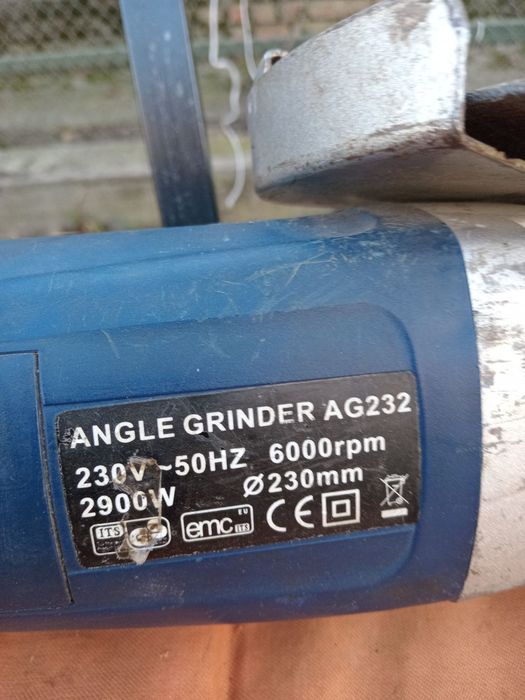 ANGLE GRINDER AG232
230V ~50HZ 6000rpm
2900W Ø230mm
ITS emc EU ITS CE